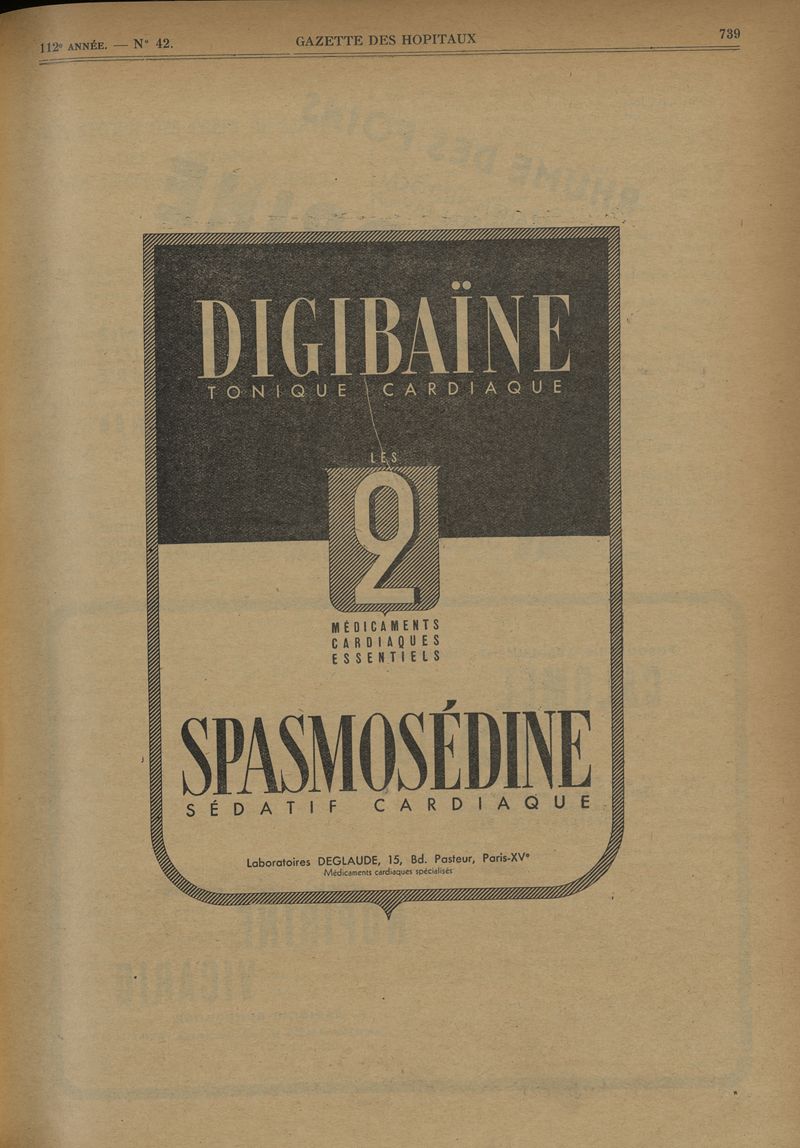 112e ANNÉE. — N° 42.
GAZETTE DES HOPITAUX
739
DIGIBAÏNE
TONIQUE CARDIAQUE
LES
2
MÉDICAMENTS
CARDIAQUES
ESSENTIELS
SPASMOSÉDINE
SÉDATIF CARDIAQUE
Laboratoires DEGLAUDE, 15, Bd. Pasteur, Paris-XVe
Médicaments cardiaques spécialisés